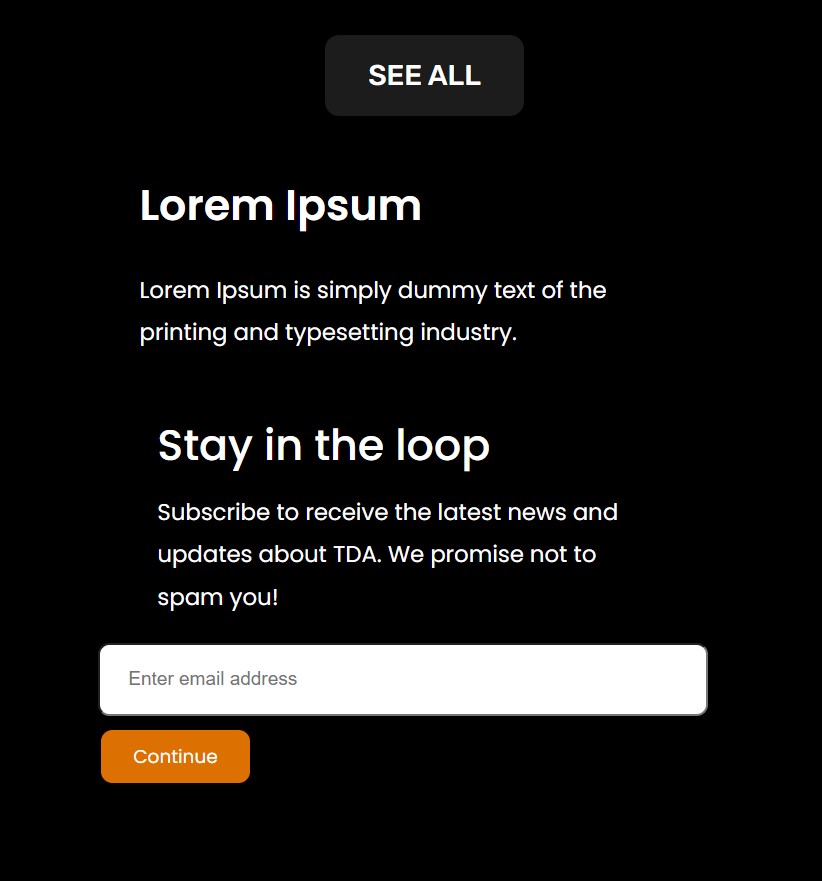 SEE ALL
Lorem Ipsum
Lorem Ipsum is simply dummy text of the
printing and typesetting industry.
Stay in the loop
Subscribe to receive the latest news and
updates about TDA. We promise not to
spam you!
Enter email address
Continue